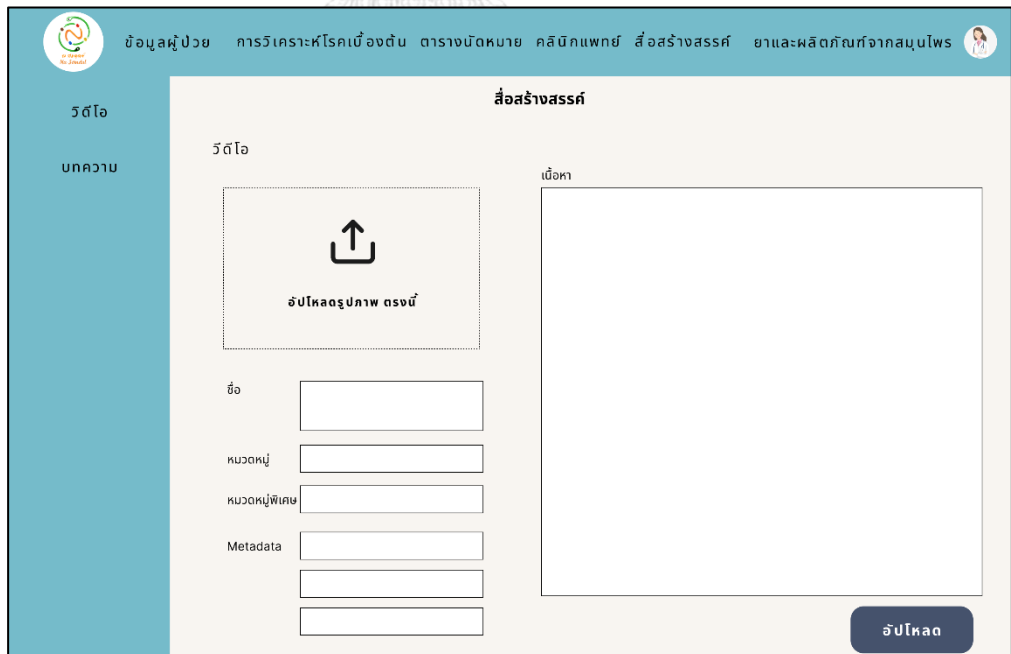 ข้อมูลผู้ป่วย การวิเคราะห์โรคเบื้องต้น ตารางนัดหมาย คลินิกแพทย์ สื่อสร้างสรรค์ ยาและผลิตภัณฑ์จากสมุนไพร
วิดีโอ
บทความ
สื่อสร้างสรรค์
วีดีโอ
เนื้อหา
อัปโหลดรูปภาพ ตรงนี้
ชื่อ
หมวดหมู่
หมวดหมู่พิเศษ
Metadata
อัปโหลด